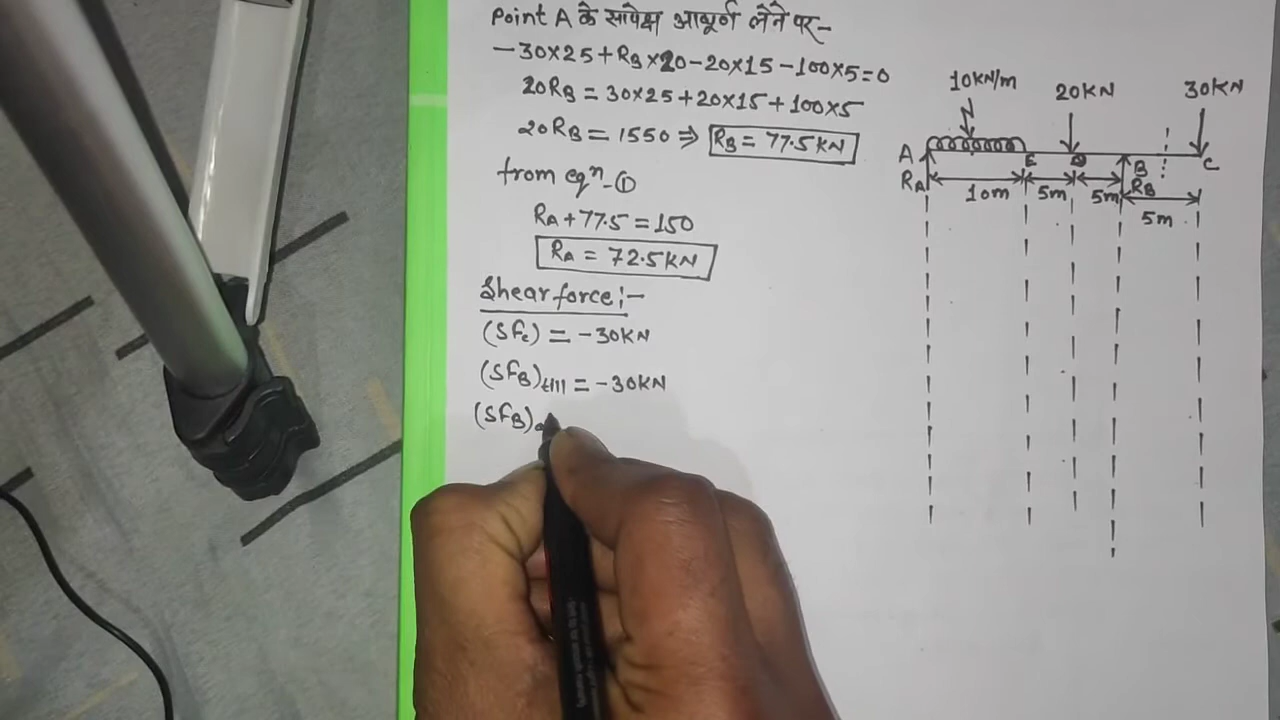 Point A के सापेक्ष आघूर्ण लेने पर-
-30×25+RB×20-20×15-100×5=0
20RB = 30×25+20×15+100×5
20RB = 1550 ⇒ RB = 77.5KN
from eqⁿ-①
RA+77.5=150
RA = 72.5KN
Shear force:-
(SFc) = -30KN
(SFB)till = -30KN
(SFB)
10KN/m
20KN
30KN
A E D B C
RA RB
10m 5m 5m 5m